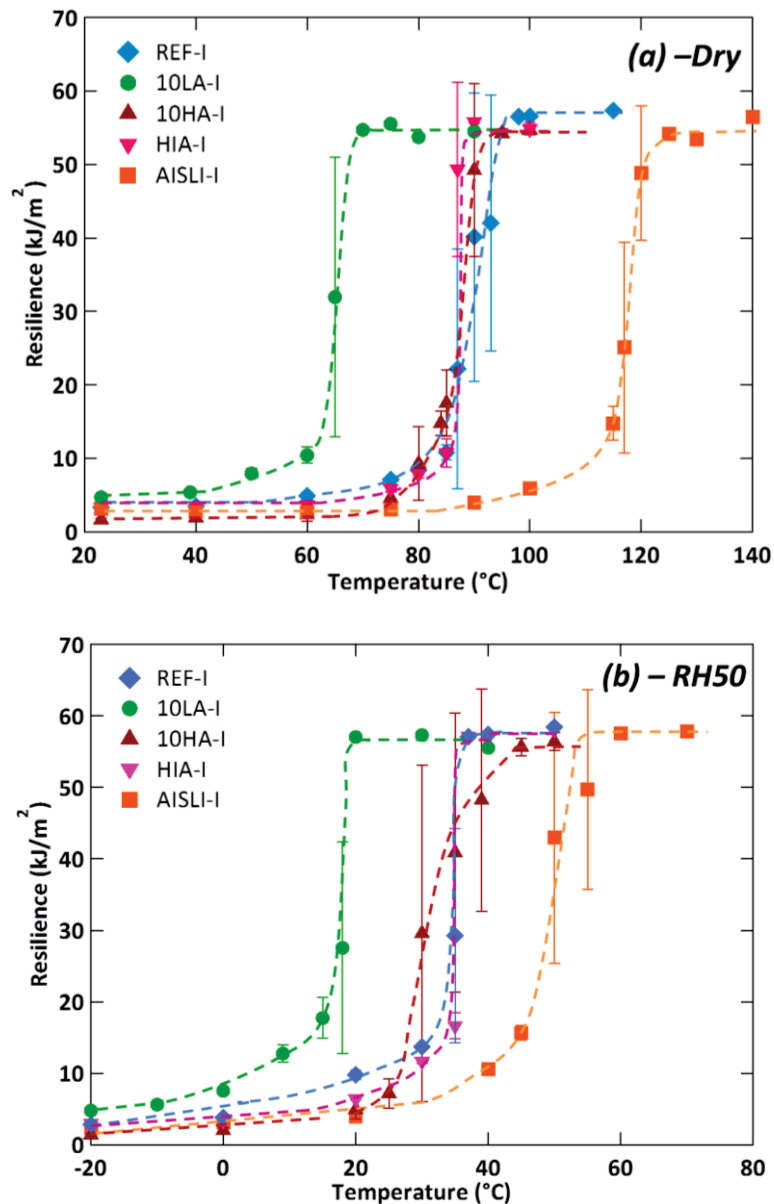 70
60
50
40
30
20
10
0
Resilience (kJ/m²)
REF-I
10LA-I
10HA-I
HIA-I
AISLI-I
(a) –Dry
20 40 60 80 100 120 140
Temperature (°C)
70
60
50
40
30
20
10
0
Resilience (kJ/m²)
REF-I
10LA-I
10HA-I
HIA-I
AISLI-I
(b) – RH50
-20 0 20 40 60 80
Temperature (°C)